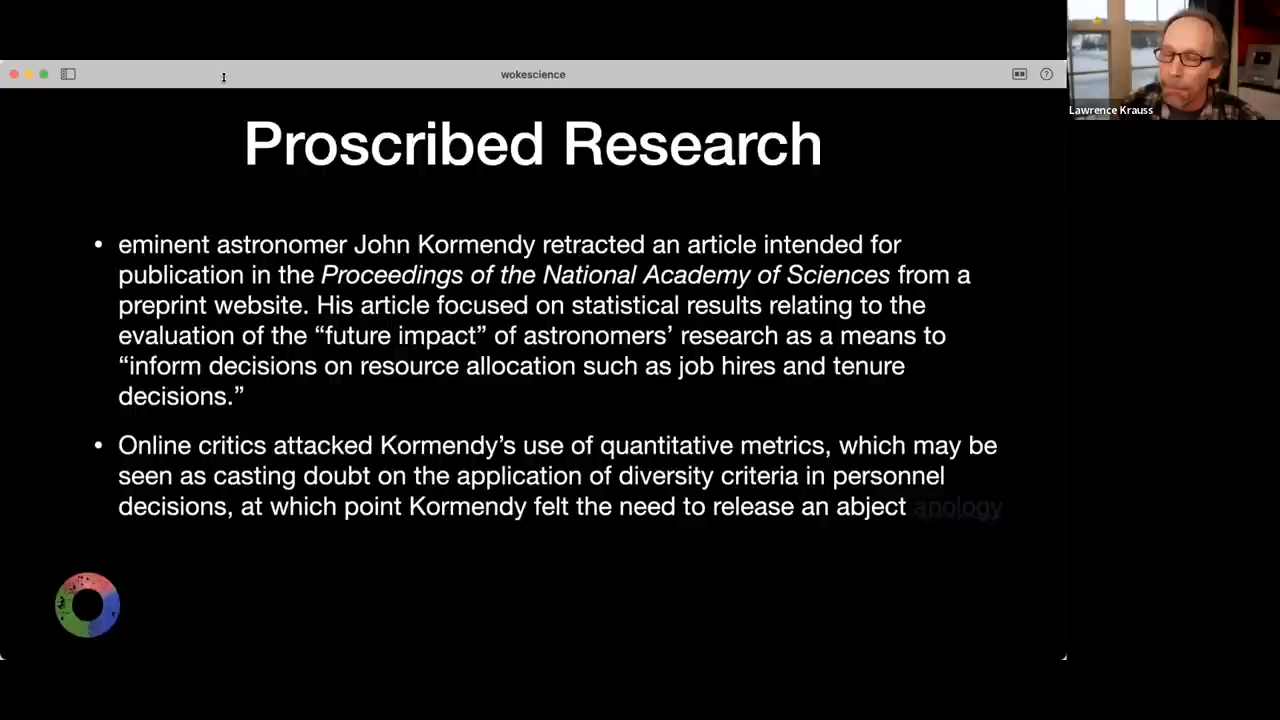 wokescience
Lawrence Krauss
Proscribed Research
• eminent astronomer John Kormendy retracted an article intended for
publication in the Proceedings of the National Academy of Sciences from a
preprint website. His article focused on statistical results relating to the
evaluation of the “future impact” of astronomers’ research as a means to
“inform decisions on resource allocation such as job hires and tenure
decisions.”
• Online critics attacked Kormendy’s use of quantitative metrics, which may be
seen as casting doubt on the application of diversity criteria in personnel
decisions, at which point Kormendy felt the need to release an abject apology